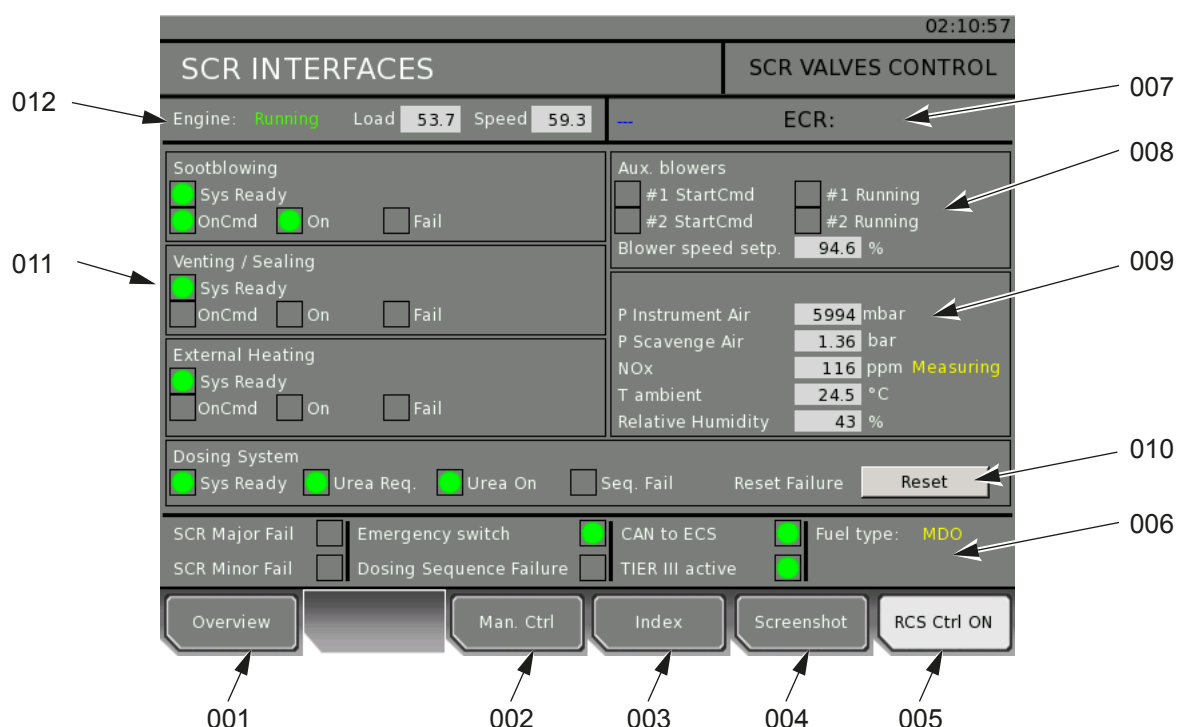 02:10:57
SCR INTERFACES
SCR VALVES CONTROL
012
007
Engine: Running Load 53.7 Speed 59.3
--- ECR:
008
Sootblowing
Sys Ready
OnCmd On Fail
Aux. blowers
#1 StartCmd #1 Running
#2 StartCmd #2 Running
Blower speed setp. 94.6 %
011
Venting / Sealing
Sys Ready
OnCmd On Fail
009
P Instrument Air 5994 mbar
P Scavenge Air 1.36 bar
NOx 116 ppm Measuring
T ambient 24.5 °C
Relative Humidity 43 %
External Heating
Sys Ready
OnCmd On Fail
Dosing System
Sys Ready Urea Req. Urea On Seq. Fail Reset Failure Reset
010
SCR Major Fail Emergency switch CAN to ECS Fuel type: MDO
006
SCR Minor Fail Dosing Sequence Failure TIER III active
Overview Man. Ctrl Index Screenshot RCS Ctrl ON
001 002 003 004 005